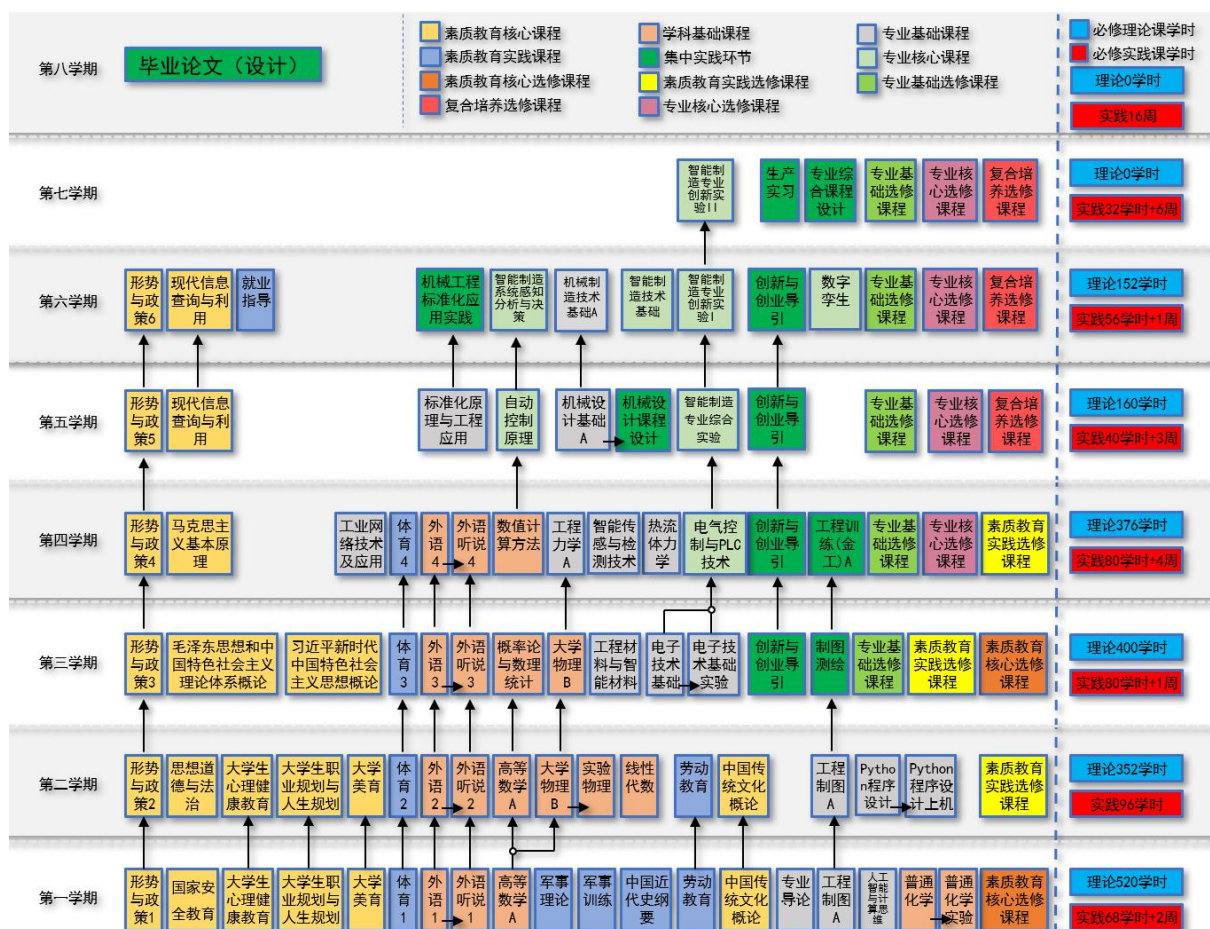 第八学期
毕业论文（设计）
素质教育核心课程
素质教育实践课程
素质教育核心选修课程
复合培养选修课程
学科基础课程
集中实践环节
素质教育实践选修课程
专业核心选修课程
专业基础课程
专业核心课程
专业基础选修课程
必修理论课学时
必修实践课学时
理论0学时
实践16周
第七学期
智能制
造专业
创新实
验II
生产
实习
专业综
合课程
设计
专业基
础选修
课程
专业核
心选修
课程
复合培
养选修
课程
理论0学时
实践32学时+6周
第六学期
形势
与政
策6
现代信息
查询与利
用
就业
指导
机械工程
标准化应
用实践
智能制造
系统感知
分析与决
策
机械制
造技术
基础A
智能制
造技术
基础
智能制
造专业
创新实
验I
创新与
创业导
引
数字
孪生
专业基
础选修
课程
专业核
心选修
课程
复合培
养选修
课程
理论152学时
实践56学时+1周
第五学期
形势
与政
策5
现代信息
查询与利
用
标准化原
理与工程
应用
自动
控制
原理
机械设
计基础
A
机械设
计课程
设计
智能制造
专业综合
实验
创新与
创业导
引
专业基
础选修
课程
专业核
心选修
课程
复合培
养选修
课程
理论160学时
实践40学时+3周
第四学期
形势
与政
策4
马克思主
义基本原
理
工业网
络技术
及应用
体
育
4
外
语
4
外语
听说
4
数值计
算方法
工程
力学
A
智能传
感与检
测技术
热流
体力
学
电气控
制与PLC
技术
创新与
创业导
引
工程训
练(金
工)A
专业基
础选修
课程
专业核
心选修
课程
素质教育
实践选修
课程
理论376学时
实践80学时+4周
第三学期
形势
与政
策3
毛泽东思想和中
国特色社会主义
理论体系概论
习近平新时代
中国特色社会
主义思想概论
体
育
3
外
语
3
外语
听说
3
概率论
与数理
统计
大学
物理
B
工程材
料与智
能材料
电子
技术
基础
电子技
术基础
实验
创新与
创业导
引
制图
测绘
专业基
础选修
课程
素质教育
实践选修
课程
素质教育
核心选修
课程
理论400学时
实践80学时+1周
第二学期
形势
与政
策2
思想道
德与法
治
大学生
心理健
康教育
大学生职
业规划与
人生规划
大学
美育
体
育
2
外
语
2
外语
听说
2
高等
数学
A
大学
物理
B
实验
物理
线性
代数
劳动
教育
中国传
统文化
概论
工程
制图
A
Pytho
n程序
设计
Python
程序设
计上机
素质教育
实践选修
课程
理论352学时
实践96学时
第一学期
形势
与政
策1
国家安
全教育
大学生
心理健
康教育
大学生职
业规划与
人生规划
大学
美育
体
育
1
外
语
1
外语
听说
1
高等
数学
A
军事
理论
军事
训练
中国近
代史纲
要
劳动
教育
中国传
统文化
概论
专业
导论
工程
制图
A
人工
智能与
计算思
维
普通
化学
普通
化学
实验
素质教育
核心选修
课程
理论520学时
实践68学时+2周